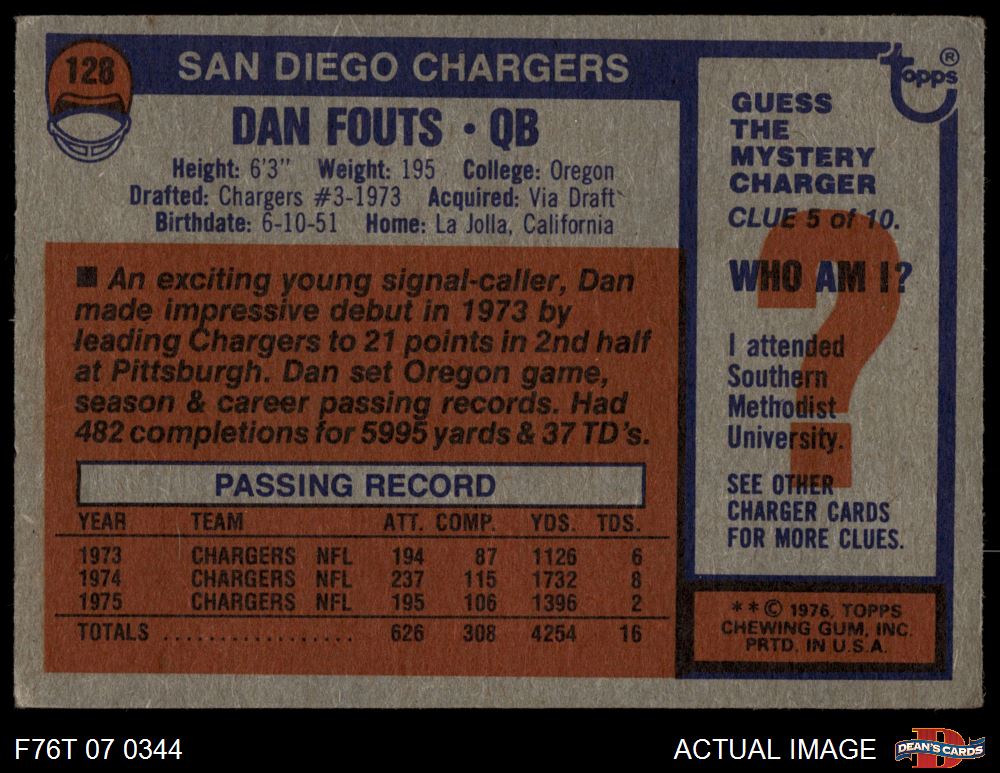 128
SAN DIEGO CHARGERS
topps ®
DAN FOUTS • QB
Height: 6'3" Weight: 195 College: Oregon
Drafted: Chargers #3-1973 Acquired: Via Draft
Birthdate: 6-10-51 Home: La Jolla, California
■ An exciting young signal-caller, Dan
made impressive debut in 1973 by
leading Chargers to 21 points in 2nd half
at Pittsburgh. Dan set Oregon game,
season & career passing records. Had
482 completions for 5995 yards & 37 TD's.
PASSING RECORD
YEAR TEAM ATT. COMP. YDS. TDS.
1973 CHARGERS NFL 194 87 1126 6
1974 CHARGERS NFL 237 115 1732 8
1975 CHARGERS NFL 195 106 1396 2
TOTALS .................. 626 308 4254 16
GUESS
THE
MYSTERY
CHARGER
CLUE 5 of 10.
WHO AM I?
?
I attended
Southern
Methodist
University.
SEE OTHER
CHARGER CARDS
FOR MORE CLUES.
**© 1976, TOPPS
CHEWING GUM, INC.
PRTD. IN U.S.A.
F76T 07 0344
ACTUAL IMAGE
D
DEAN'S CARDS